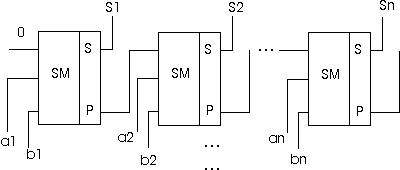 S1 S2 Sn
0 S S ... S
SM SM SM
P P P
a1 a2 an
b1 b2 bn
...
...